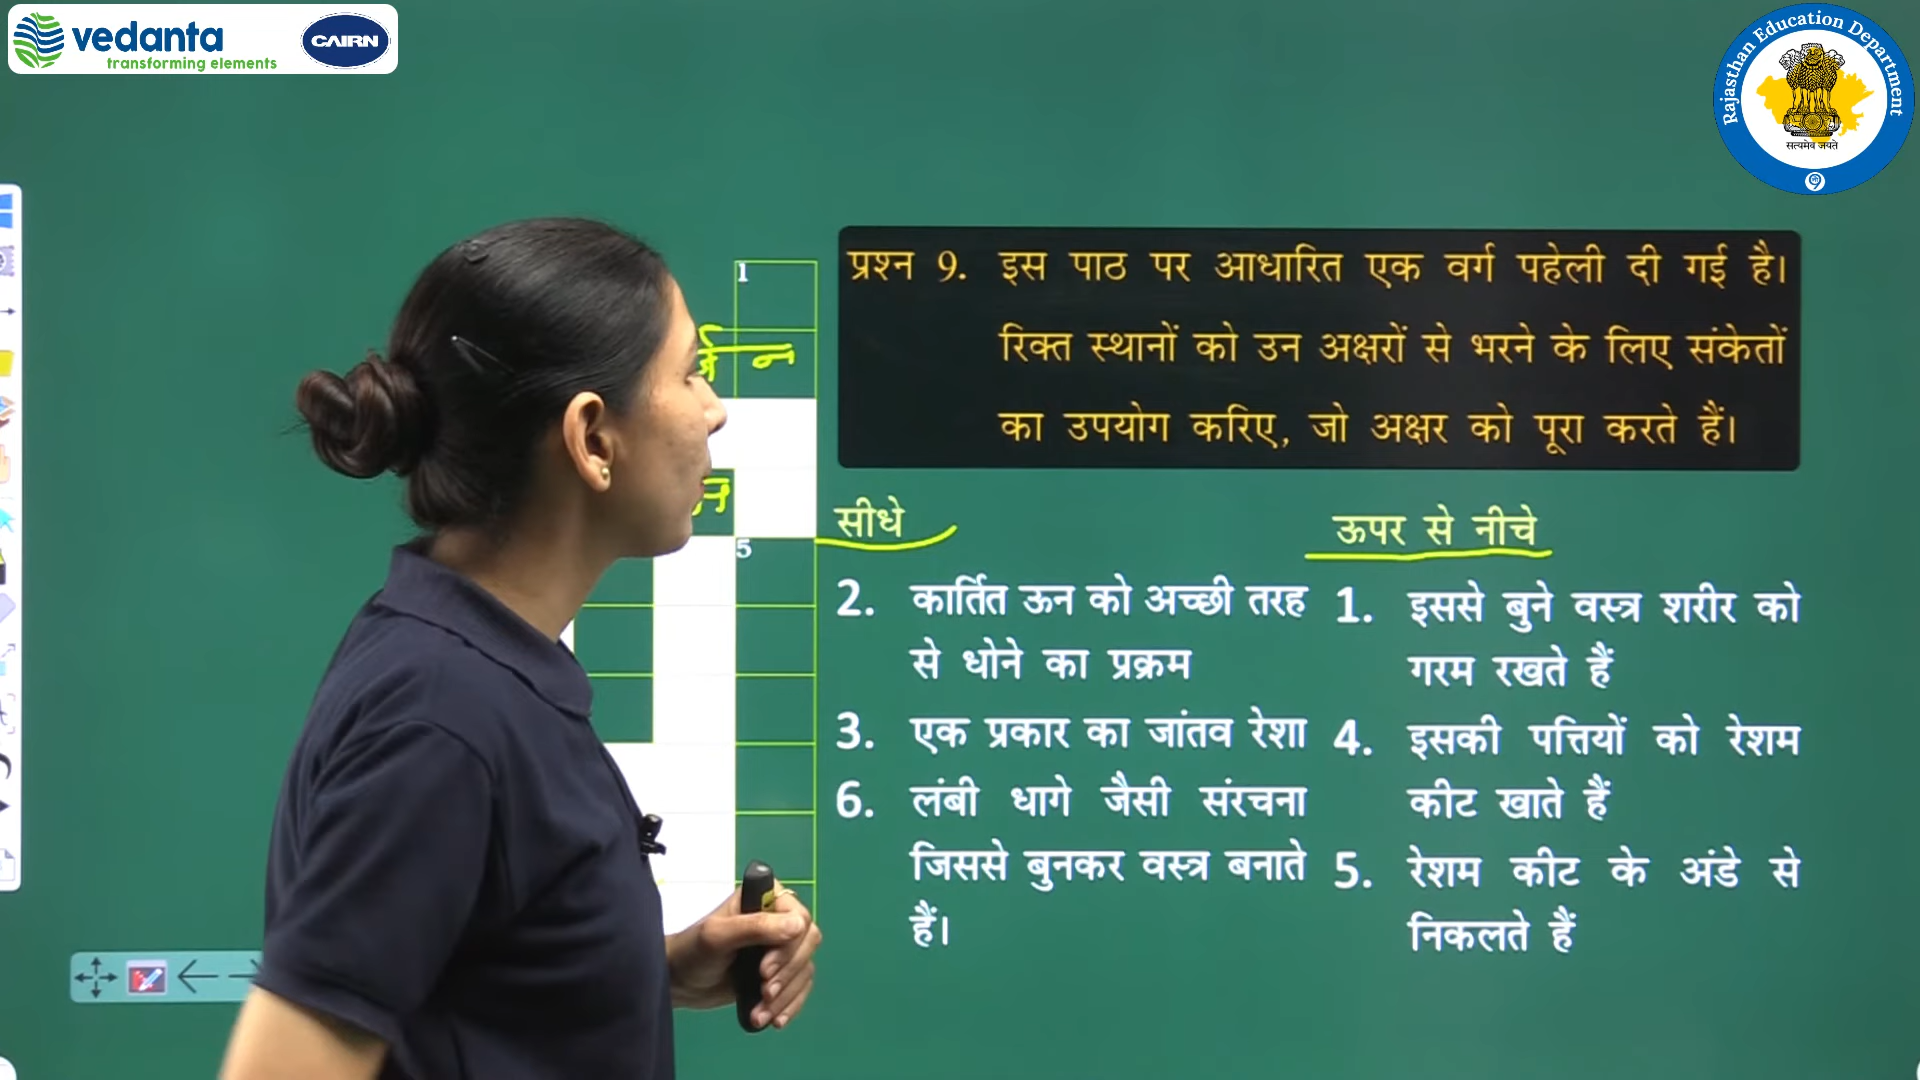 vedanta
transforming elements
CAIRN
Rajasthan Education Department
सत्यमेव जयते
प्रश्न 9. इस पाठ पर आधारित एक वर्ग पहेली दी गई है।
रिक्त स्थानों को उन अक्षरों से भरने के लिए संकेतों
का उपयोग करिए, जो अक्षर को पूरा करते हैं।
1
न
न
5
सीधे
2. कार्तित ऊन को अच्छी तरह
से धोने का प्रक्रम
3. एक प्रकार का जांतव रेशा
6. लंबी धागे जैसी संरचना
जिससे बुनकर वस्त्र बनाते
हैं।
ऊपर से नीचे
1. इससे बुने वस्त्र शरीर को
गरम रखते हैं
4. इसकी पत्तियों को रेशम
कीट खाते हैं
5. रेशम कीट के अंडे से
निकलते हैं